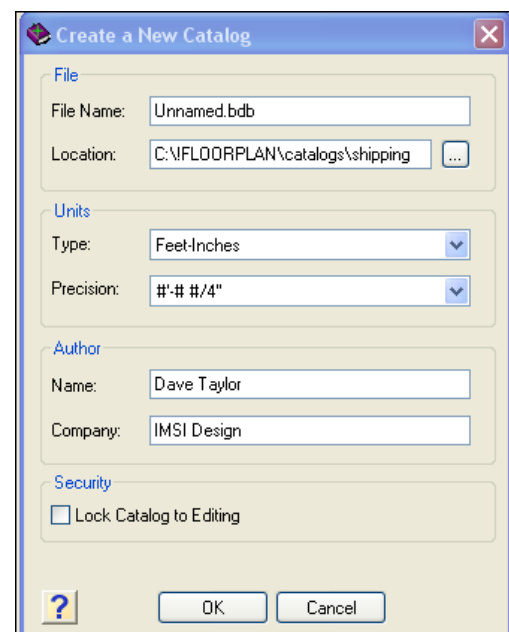 Create a New Catalog
File
File Name: Unnamed.bdb
Location: C:\!FLOORPLAN\catalogs\shipping ...
Units
Type: Feet-Inches
Precision: #'-# #/4"
Author
Name: Dave Taylor
Company: IMSI Design
Security
Lock Catalog to Editing
? OK Cancel